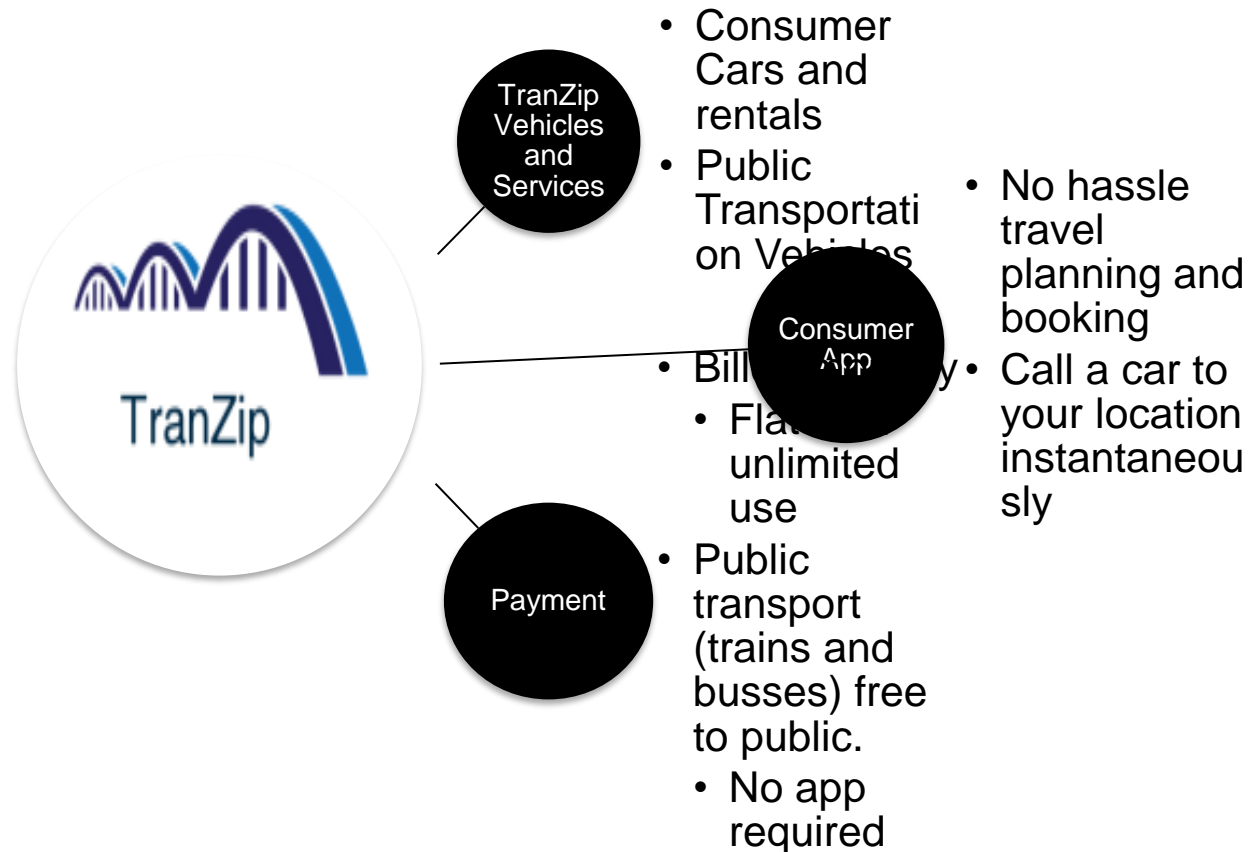 TranZip
TranZip
Vehicles
and
Services
• Consumer
Cars and
rentals
• Public
Transportati
on Vehicles
Consumer
App
• No hassle
travel
planning and
booking
• Call a car to
your location
instantaneou
sly
Payment
• Bill
• Flat
unlimited
use
• Public
transport
(trains and
busses) free
to public.
• No app
required